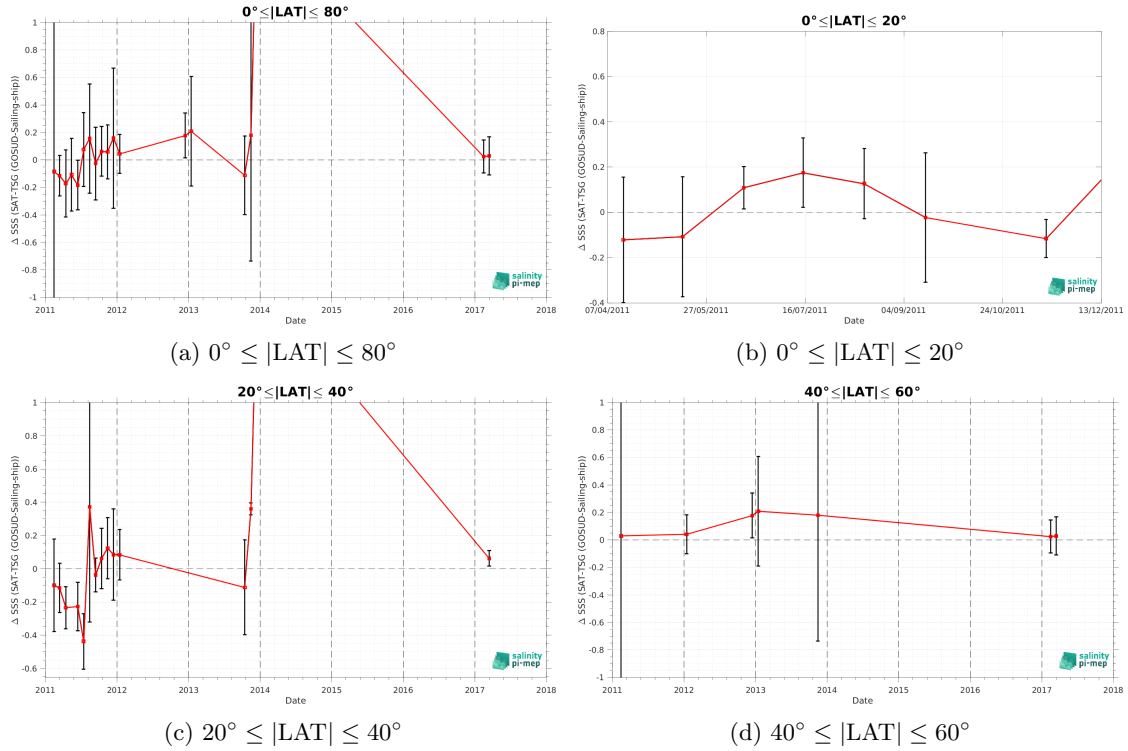 0°≤|LAT|≤ 80°
Δ SSS (SAT-TSG (GOSUD-Sailing-ship))
1
0.8
0.6
0.4
0.2
0
-0.2
-0.4
-0.6
-0.8
-1
2011 2012 2013 2014 2015 2016 2017 2018
Date
salinity
pi-mep
(a) 0° ≤ |LAT| ≤ 80°
0°≤|LAT|≤ 20°
Δ SSS (SAT-TSG (GOSUD-Sailing-ship))
0.8
0.6
0.4
0.2
0
-0.2
-0.4
07/04/2011 27/05/2011 16/07/2011 04/09/2011 24/10/2011 13/12/2011
Date
salinity
pi-mep
(b) 0° ≤ |LAT| ≤ 20°
20°≤|LAT|≤ 40°
Δ SSS (SAT-TSG (GOSUD-Sailing-ship))
1
0.8
0.6
0.4
0.2
0
-0.2
-0.4
-0.6
2011 2012 2013 2014 2015 2016 2017 2018
Date
salinity
pi-mep
(c) 20° ≤ |LAT| ≤ 40°
40°≤|LAT|≤ 60°
Δ SSS (SAT-TSG (GOSUD-Sailing-ship))
1
0.8
0.6
0.4
0.2
0
-0.2
-0.4
-0.6
-0.8
-1
2011 2012 2013 2014 2015 2016 2017 2018
Date
salinity
pi-mep
(d) 40° ≤ |LAT| ≤ 60°